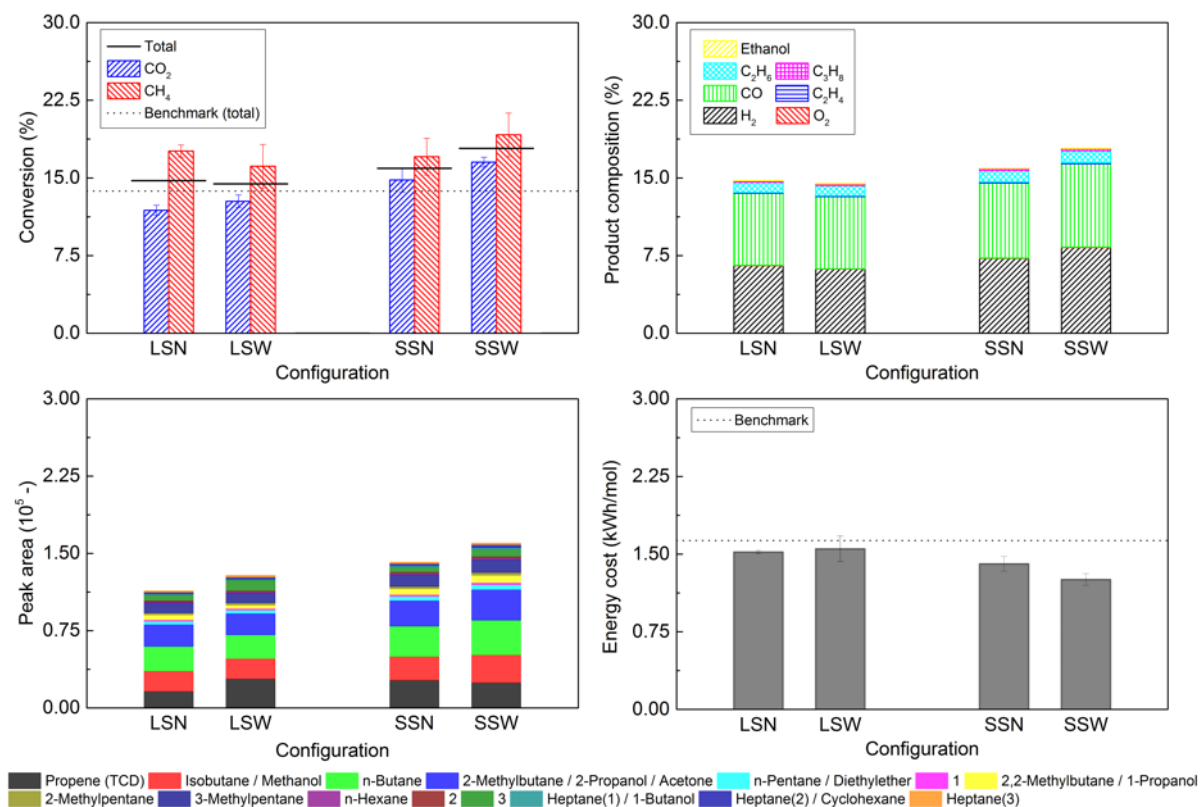 30.0
22.5
15.0
7.5
0.0
Conversion (%)
Total
CO₂
CH₄
Benchmark (total)
LSN LSW SSN SSW
Configuration
30.0
22.5
15.0
7.5
0.0
Product composition (%)
Ethanol
C₂H₆ C₃H₈
CO C₂H₄
H₂ O₂
LSN LSW SSN SSW
Configuration
3.00
2.25
1.50
0.75
0.00
Peak area (10⁵ -)
LSN LSW SSN SSW
Configuration
3.00
2.25
1.50
0.75
0.00
Energy cost (kWh/mol)
Benchmark
LSN LSW SSN SSW
Configuration
Propene (TCD) Isobutane / Methanol n-Butane 2-Methylbutane / 2-Propanol / Acetone n-Pentane / Diethylether 1 2,2-Methylbutane / 1-Propanol
2-Methylpentane 3-Methylpentane n-Hexane 2 3 Heptane(1) / 1-Butanol Heptane(2) / Cyclohexane Heptane(3)